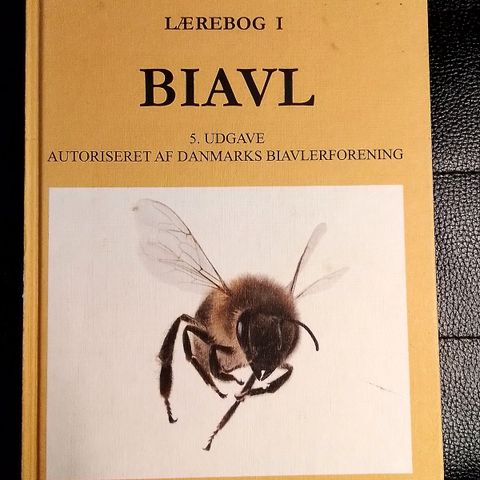 LÆREBOG I
BIAVL
5. UDGAVE
AUTORISERET AF DANMARKS BIAVLERFORENING